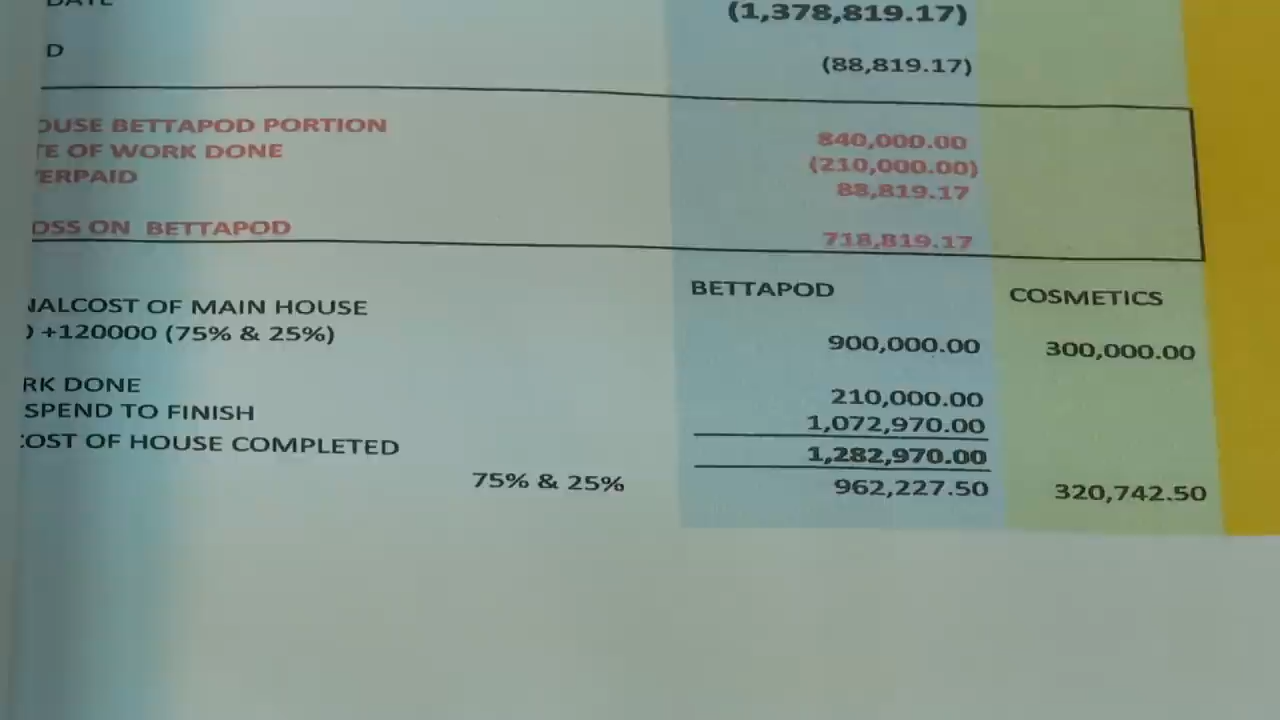 DATE (1,378,819.17)
D (88,819.17)
OUSE BETTAPOD PORTION 840,000.00
TE OF WORK DONE (210,000.00)
ERPAID 88,819.17
OSS ON BETTAPOD 718,819.17
BETTAPOD COSMETICS
NALCOST OF MAIN HOUSE
) +120000 (75% & 25%) 900,000.00 300,000.00
RK DONE 210,000.00
SPEND TO FINISH 1,072,970.00
COST OF HOUSE COMPLETED 1,282,970.00
75% & 25% 962,227.50 320,742.50